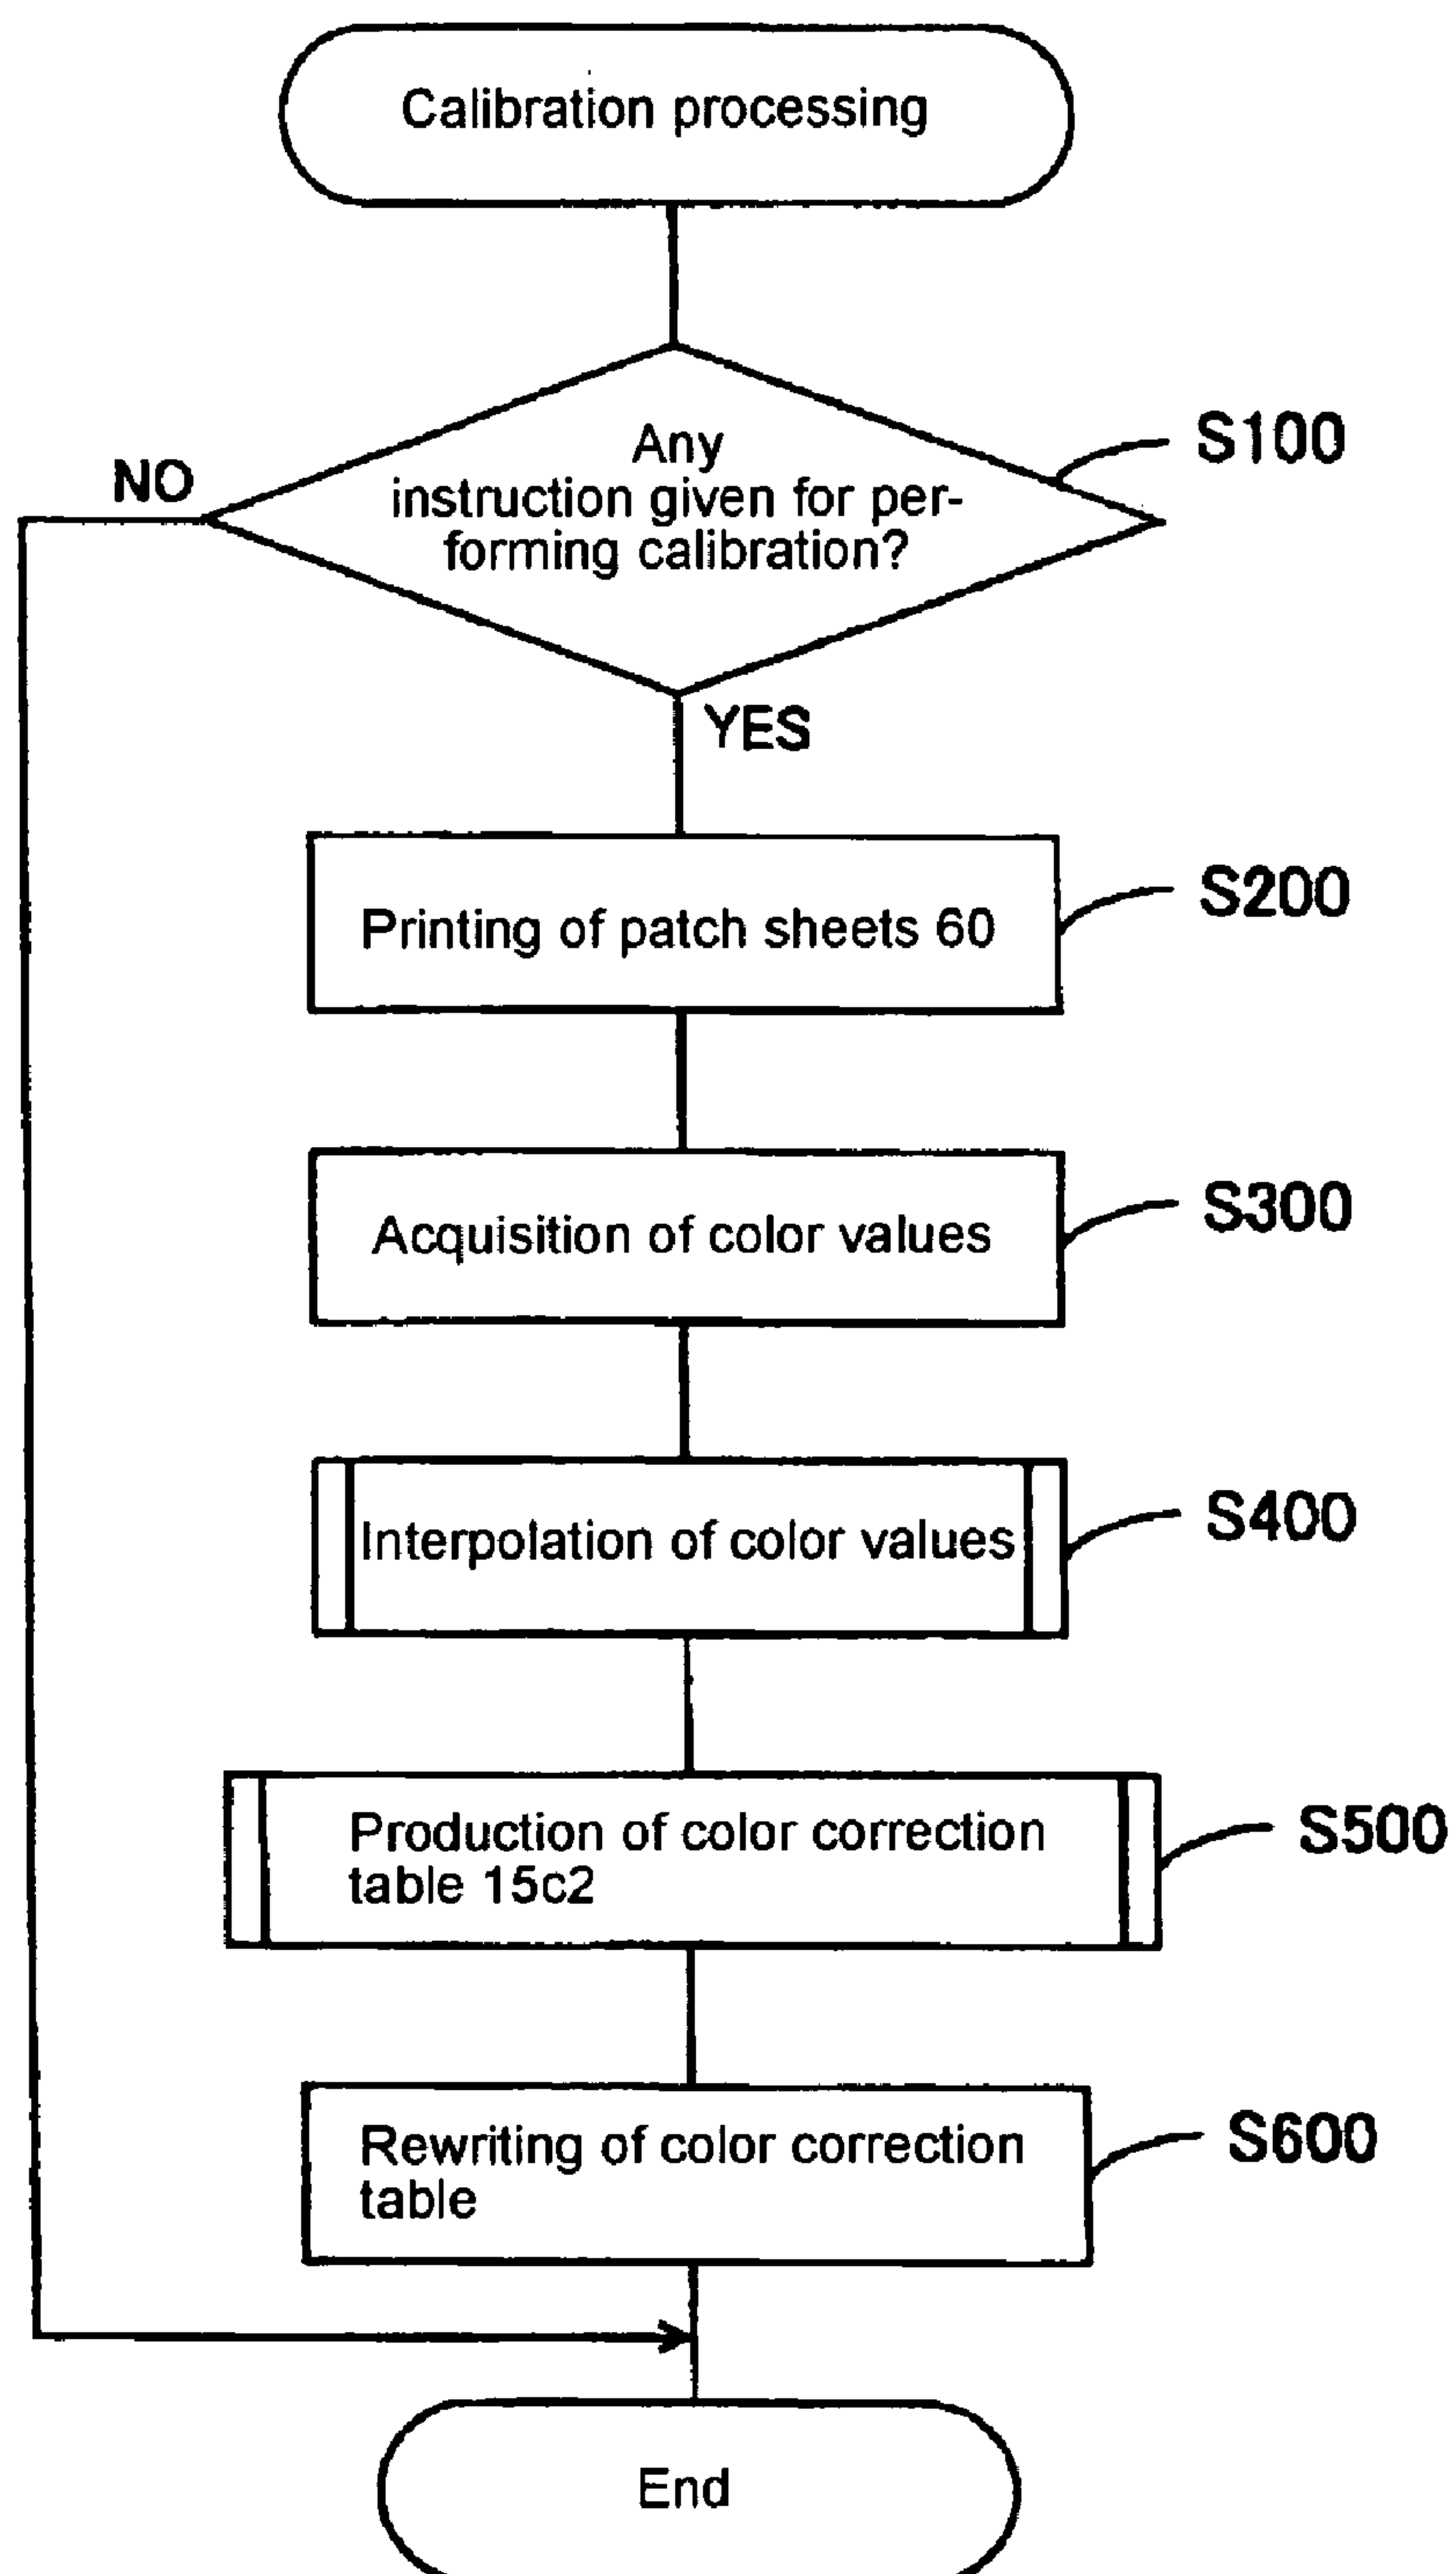 Calibration processing
Any
instruction given for per-
forming calibration?
S100
NO
YES
Printing of patch sheets 60
S200
Acquisition of color values
S300
Interpolation of color values
S400
Production of color correction
table 15c2
S500
Rewriting of color correction
table
S600
End